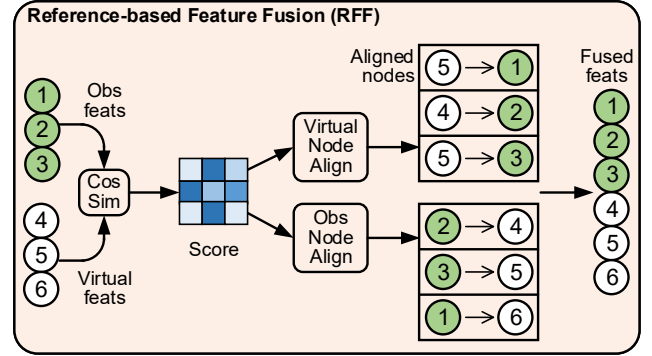 Reference-based Feature Fusion (RFF)
Obs
feats
1
2
3
4
5
6
Virtual
feats
Cos
Sim
Score
Virtual
Node
Align
Obs
Node
Align
Aligned
nodes
5 → 1
4 → 2
5 → 3
2 → 4
3 → 5
1 → 6
Fused
feats
1
2
3
4
5
6